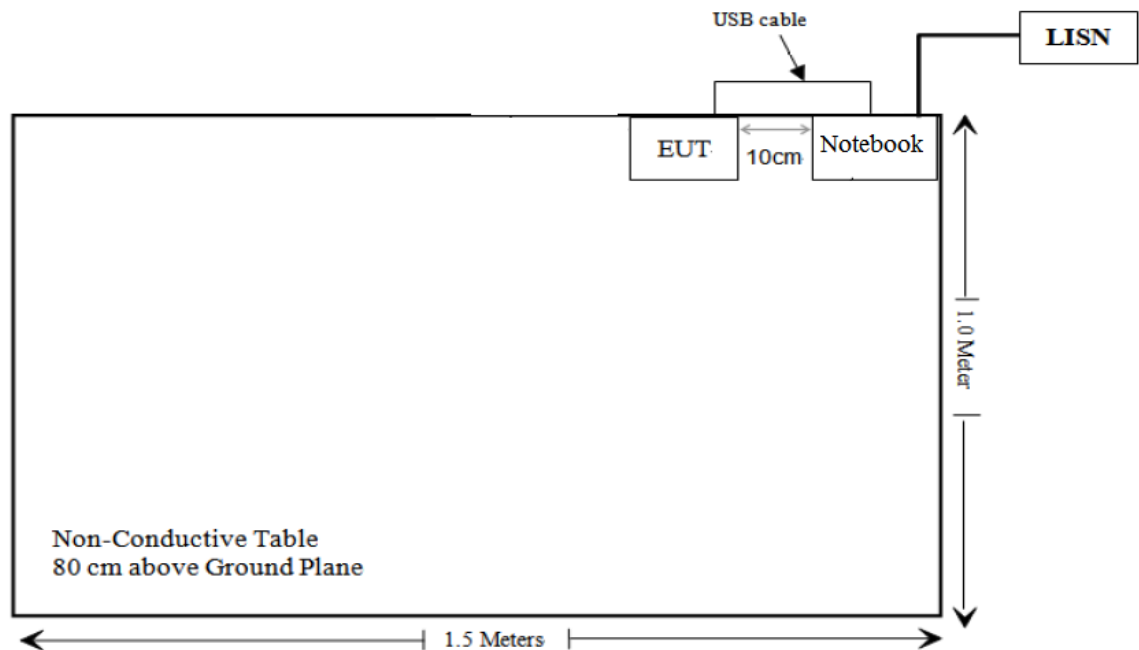 USB cable
LISN
EUT
10cm
Notebook
1.0 Meter
Non-Conductive Table
80 cm above Ground Plane
1.5 Meters